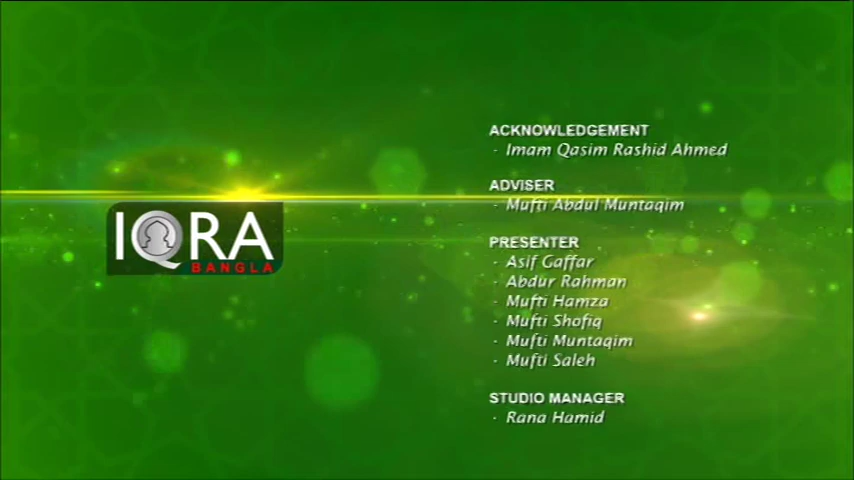 IQRA
BANGLA
ACKNOWLEDGEMENT
- Imam Qasim Rashid Ahmed
ADVISER
- Mufti Abdul Muntaqim
PRESENTER
- Asif Gaffar
- Abdur Rahman
- Mufti Hamza
- Mufti Shofiq
- Mufti Muntaqim
- Mufti Saleh
STUDIO MANAGER
- Rana Hamid